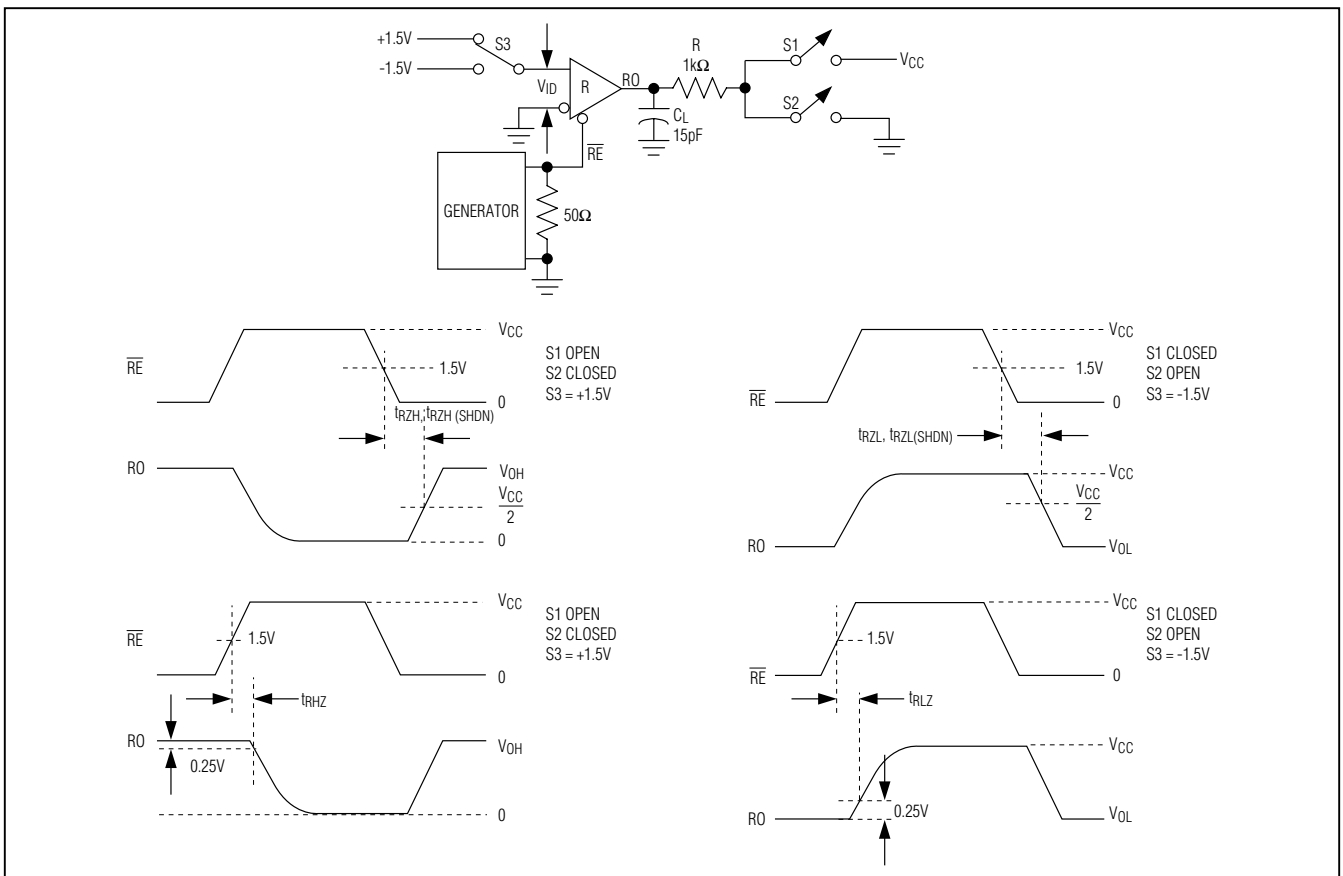 +1.5V
-1.5V
S3
VID
R
RO
R
1kΩ
CL
15pF
S1
VCC
S2
RE
GENERATOR
50Ω
RE
VCC
1.5V
0
S1 OPEN
S2 CLOSED
S3 = +1.5V
tRZH, tRZH (SHDN)
RO
VOH
VCC
2
0
RE
VCC
1.5V
0
S1 CLOSED
S2 OPEN
S3 = -1.5V
tRZL, tRZL(SHDN)
RO
VCC
VCC
2
VOL
RE
VCC
1.5V
0
S1 OPEN
S2 CLOSED
S3 = +1.5V
tRHZ
RO
0.25V
VOH
0
RE
VCC
1.5V
0
S1 CLOSED
S2 OPEN
S3 = -1.5V
tRLZ
RO
VCC
0.25V
VOL